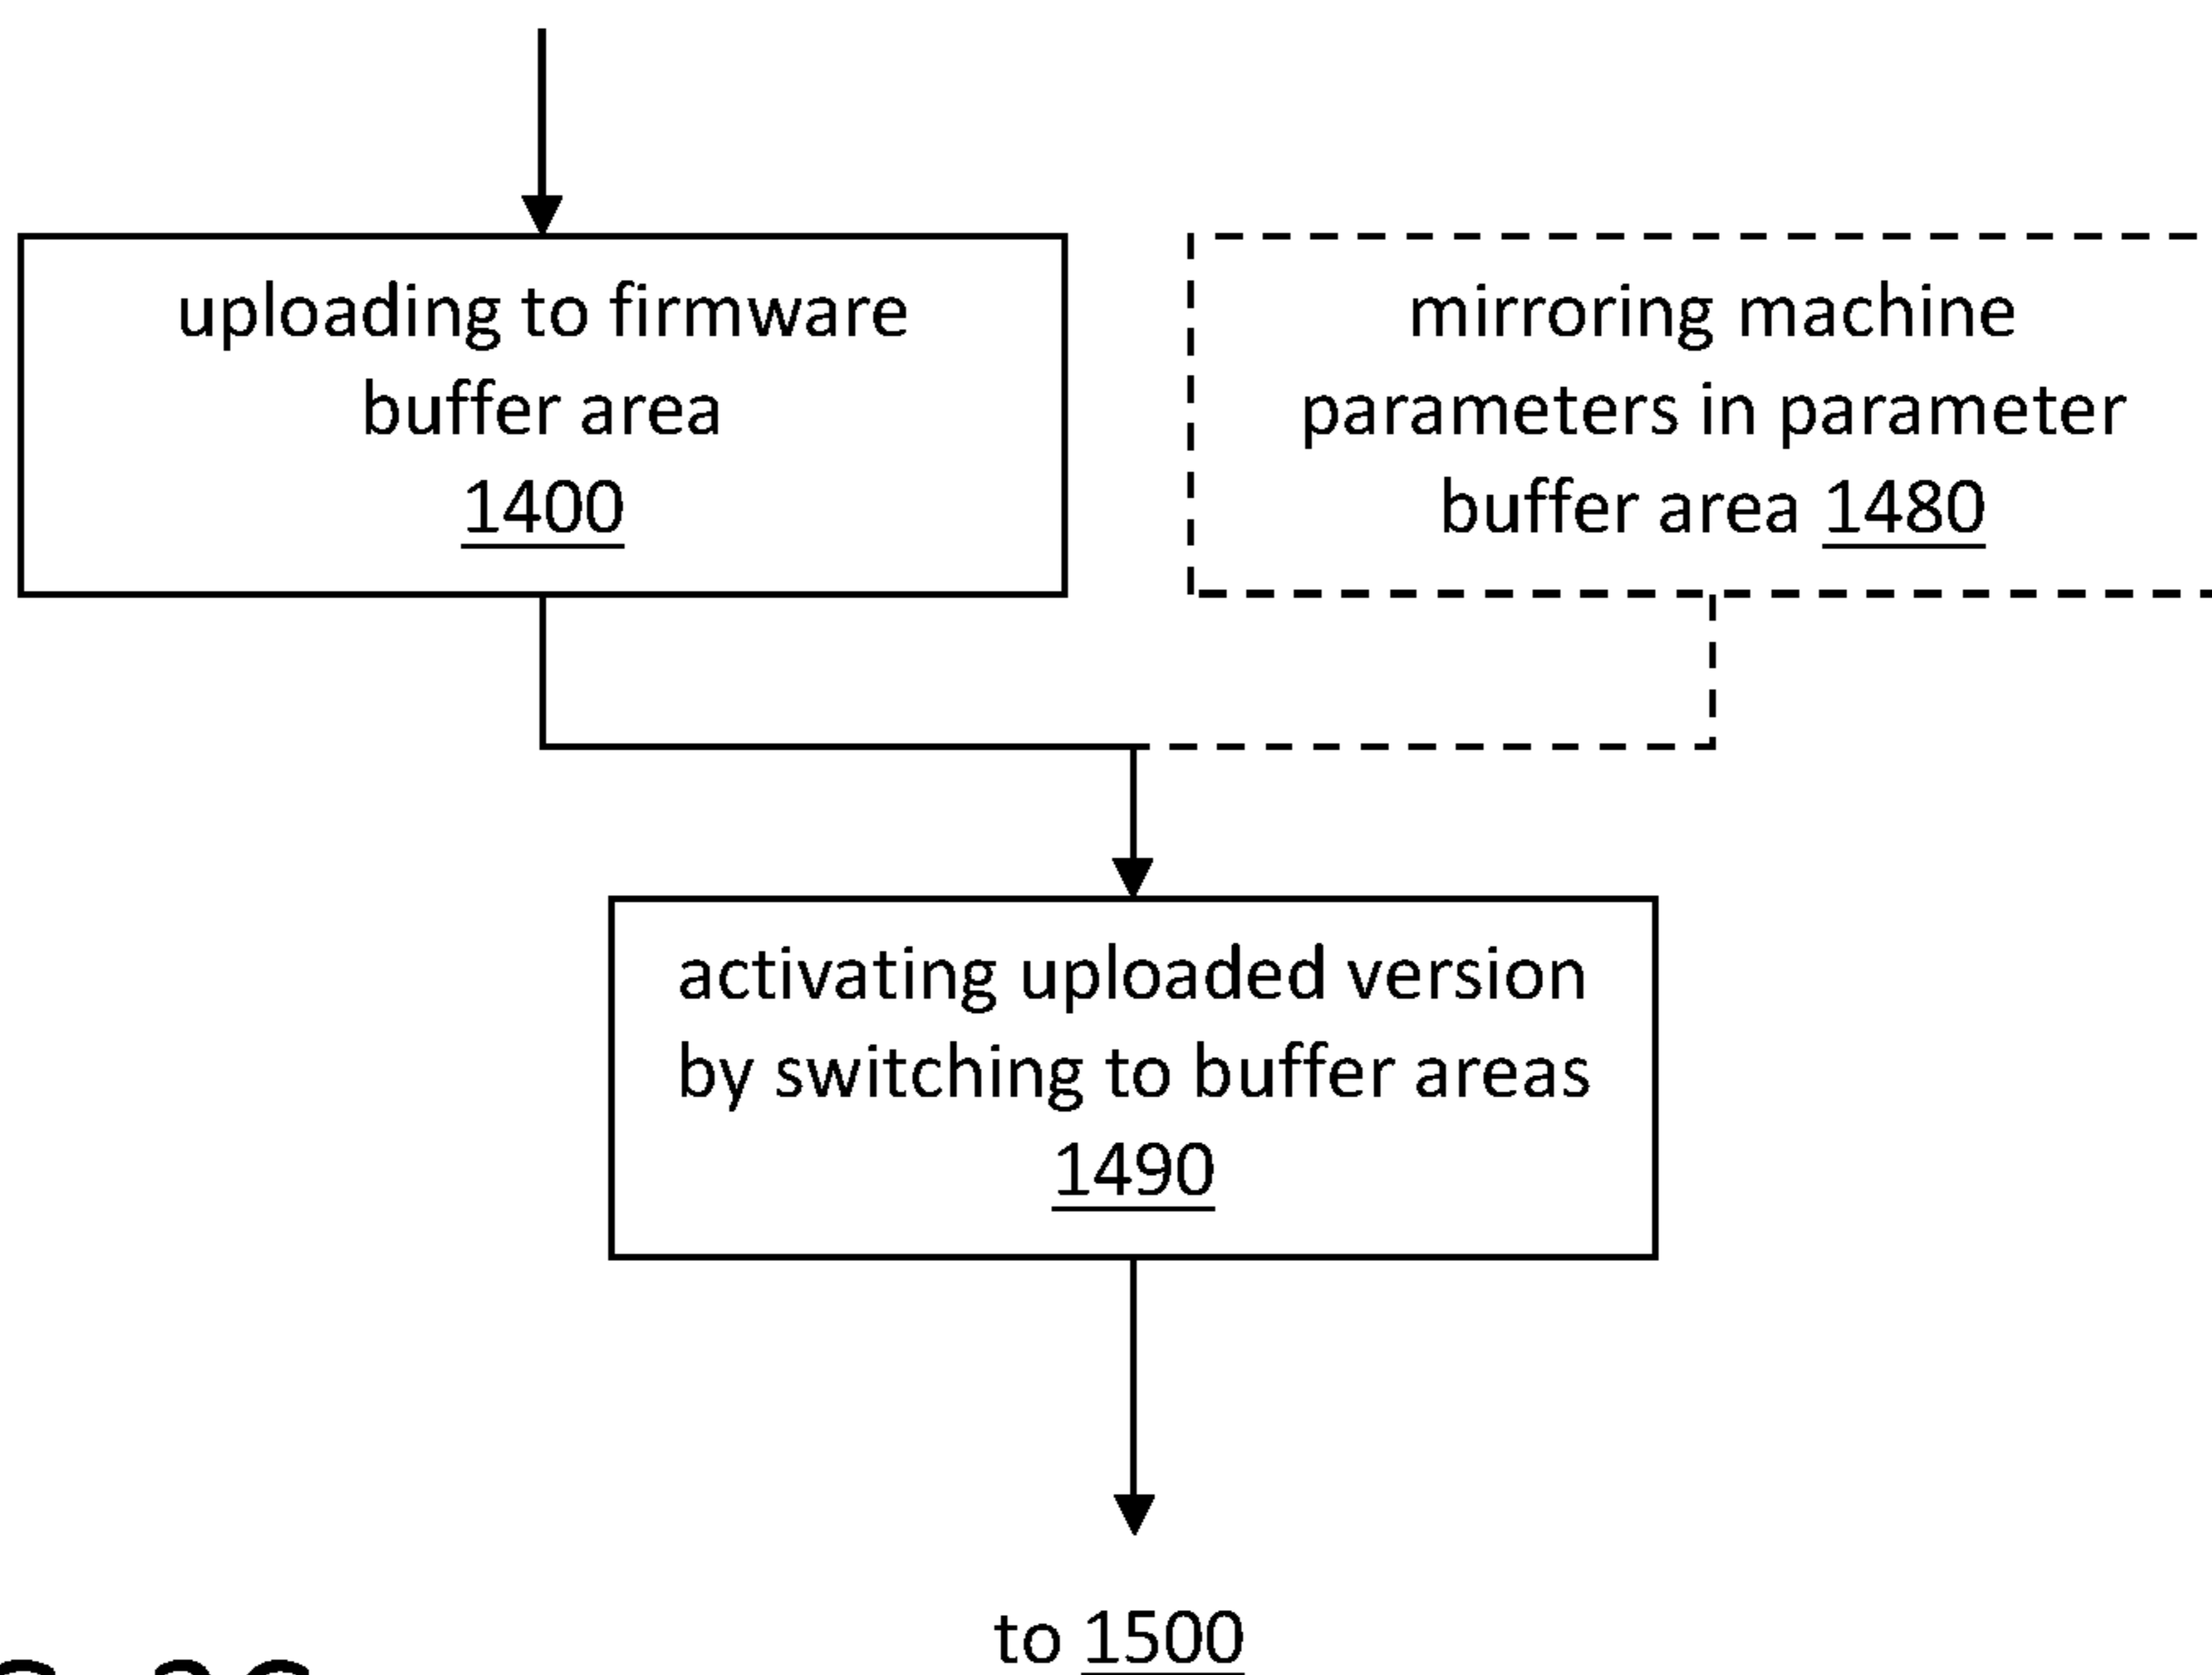 uploading to firmware
buffer area
1400
mirroring machine
parameters in parameter
buffer area 1480
activating uploaded version
by switching to buffer areas
1490
to 1500